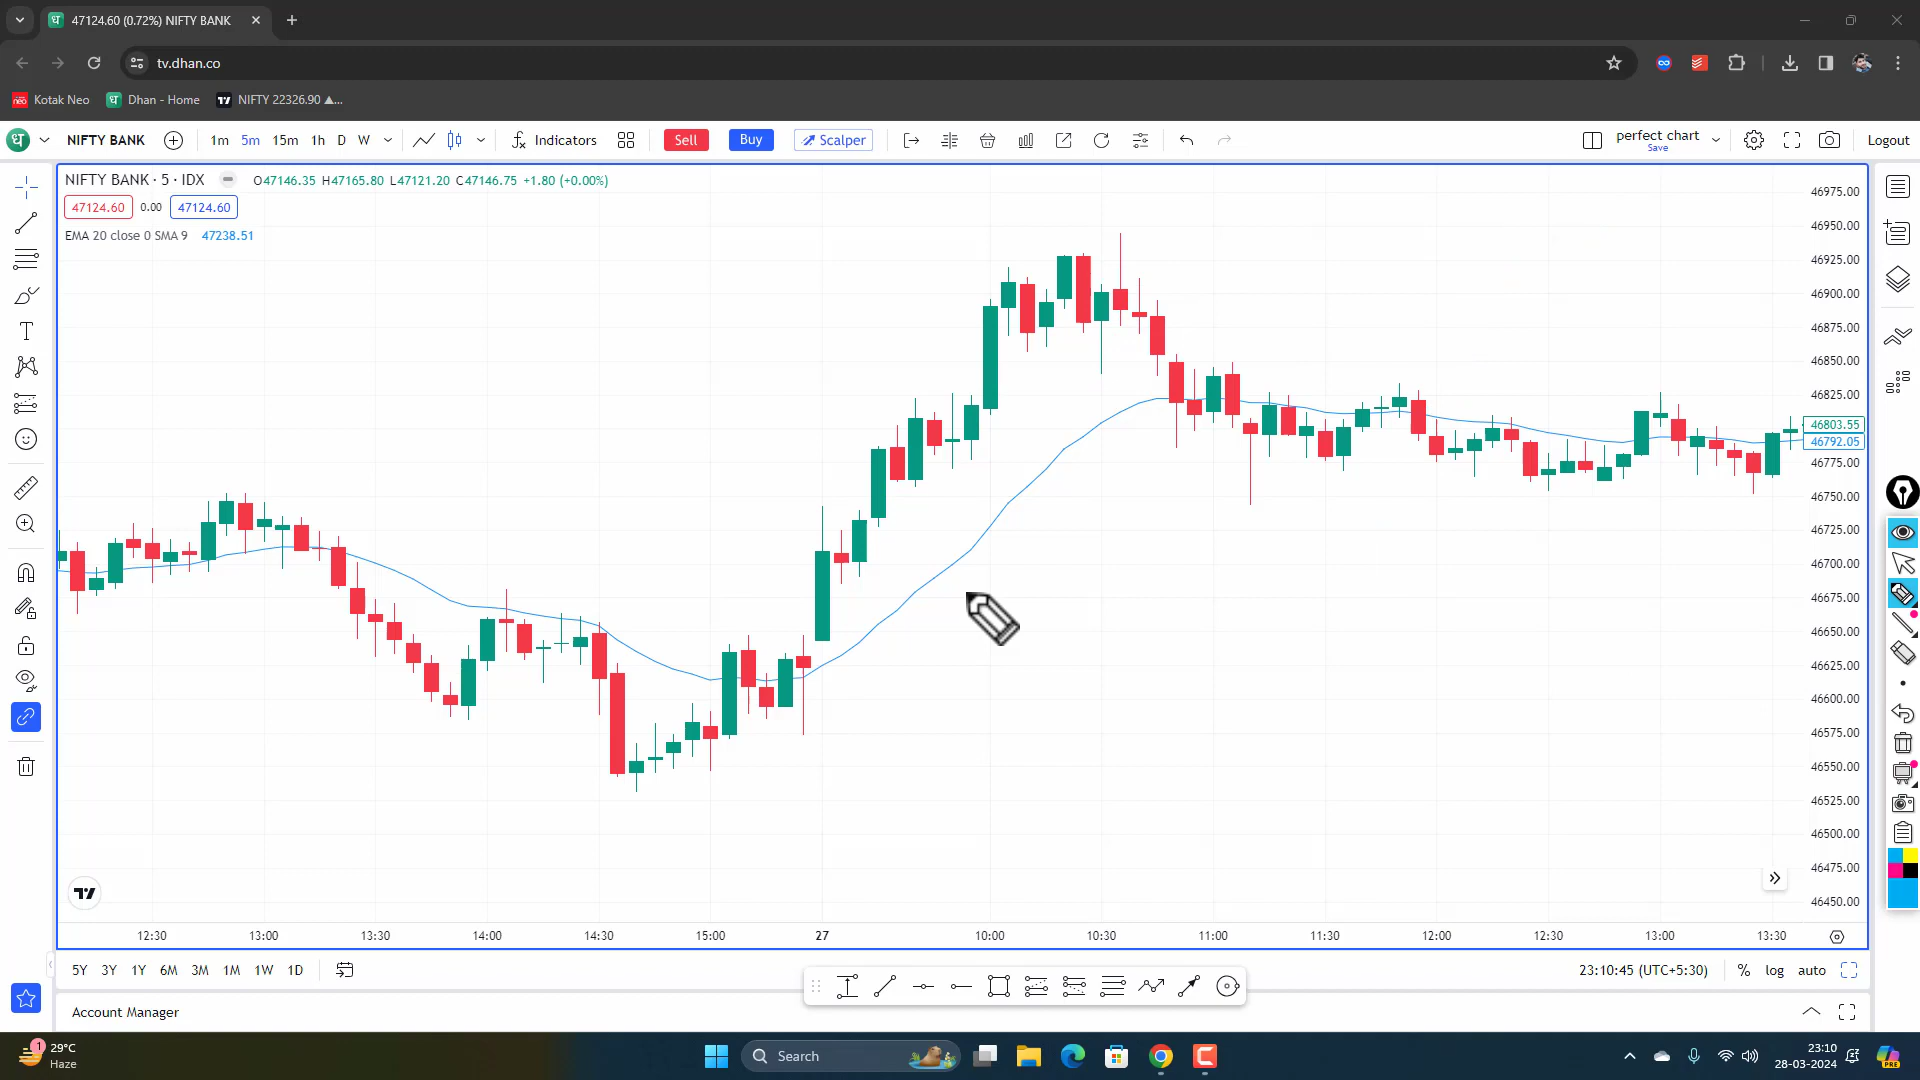 47124.60 (0.72%) NIFTY BANK
tv.dhan.co
neo Kotak Neo ध Dhan - Home NIFTY 22326.90 ▲...
ध NIFTY BANK 1m 5m 15m 1h D W Indicators Sell Buy Scalper perfect chart Save Logout
NIFTY BANK · 5 · IDX O47146.35 H47165.80 L47121.20 C47146.75 +1.80 (+0.00%)
47124.60 0.00 47124.60
EMA 20 close 0 SMA 9 47238.51
46975.00
46950.00
46925.00
46900.00
46875.00
46850.00
46825.00
46803.55
46792.05
46775.00
46750.00
46725.00
46700.00
46675.00
46650.00
46625.00
46600.00
46575.00
46550.00
46525.00
46500.00
46475.00
46450.00
12:30 13:00 13:30 14:00 14:30 15:00 27 10:00 10:30 11:00 11:30 12:00 12:30 13:00 13:30
5Y 3Y 1Y 6M 3M 1M 1W 1D 23:10:45 (UTC+5:30) % log auto
Account Manager
1 29°C
Haze
Search
23:10
28-03-2024
PRE